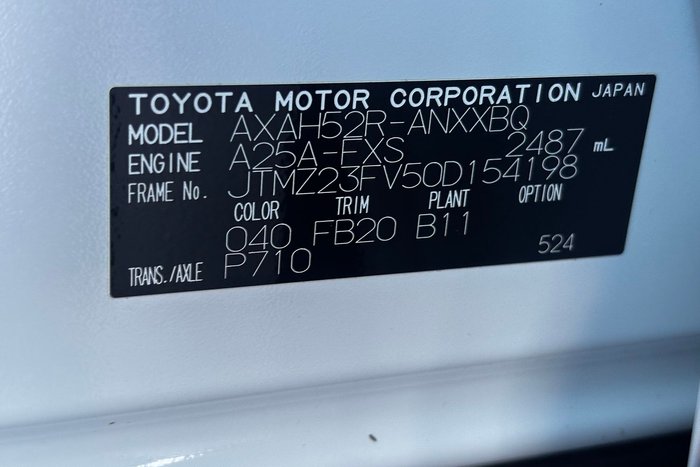 TOYOTA MOTOR CORPORATION JAPAN
MODEL AXAH52R-ANXXBQ
ENGINE A25A-FXS 2487 mL
FRAME No. JTMZ23FV50D154198
COLOR TRIM PLANT OPTION
040 FB20 B11
TRANS./AXLE P710 524